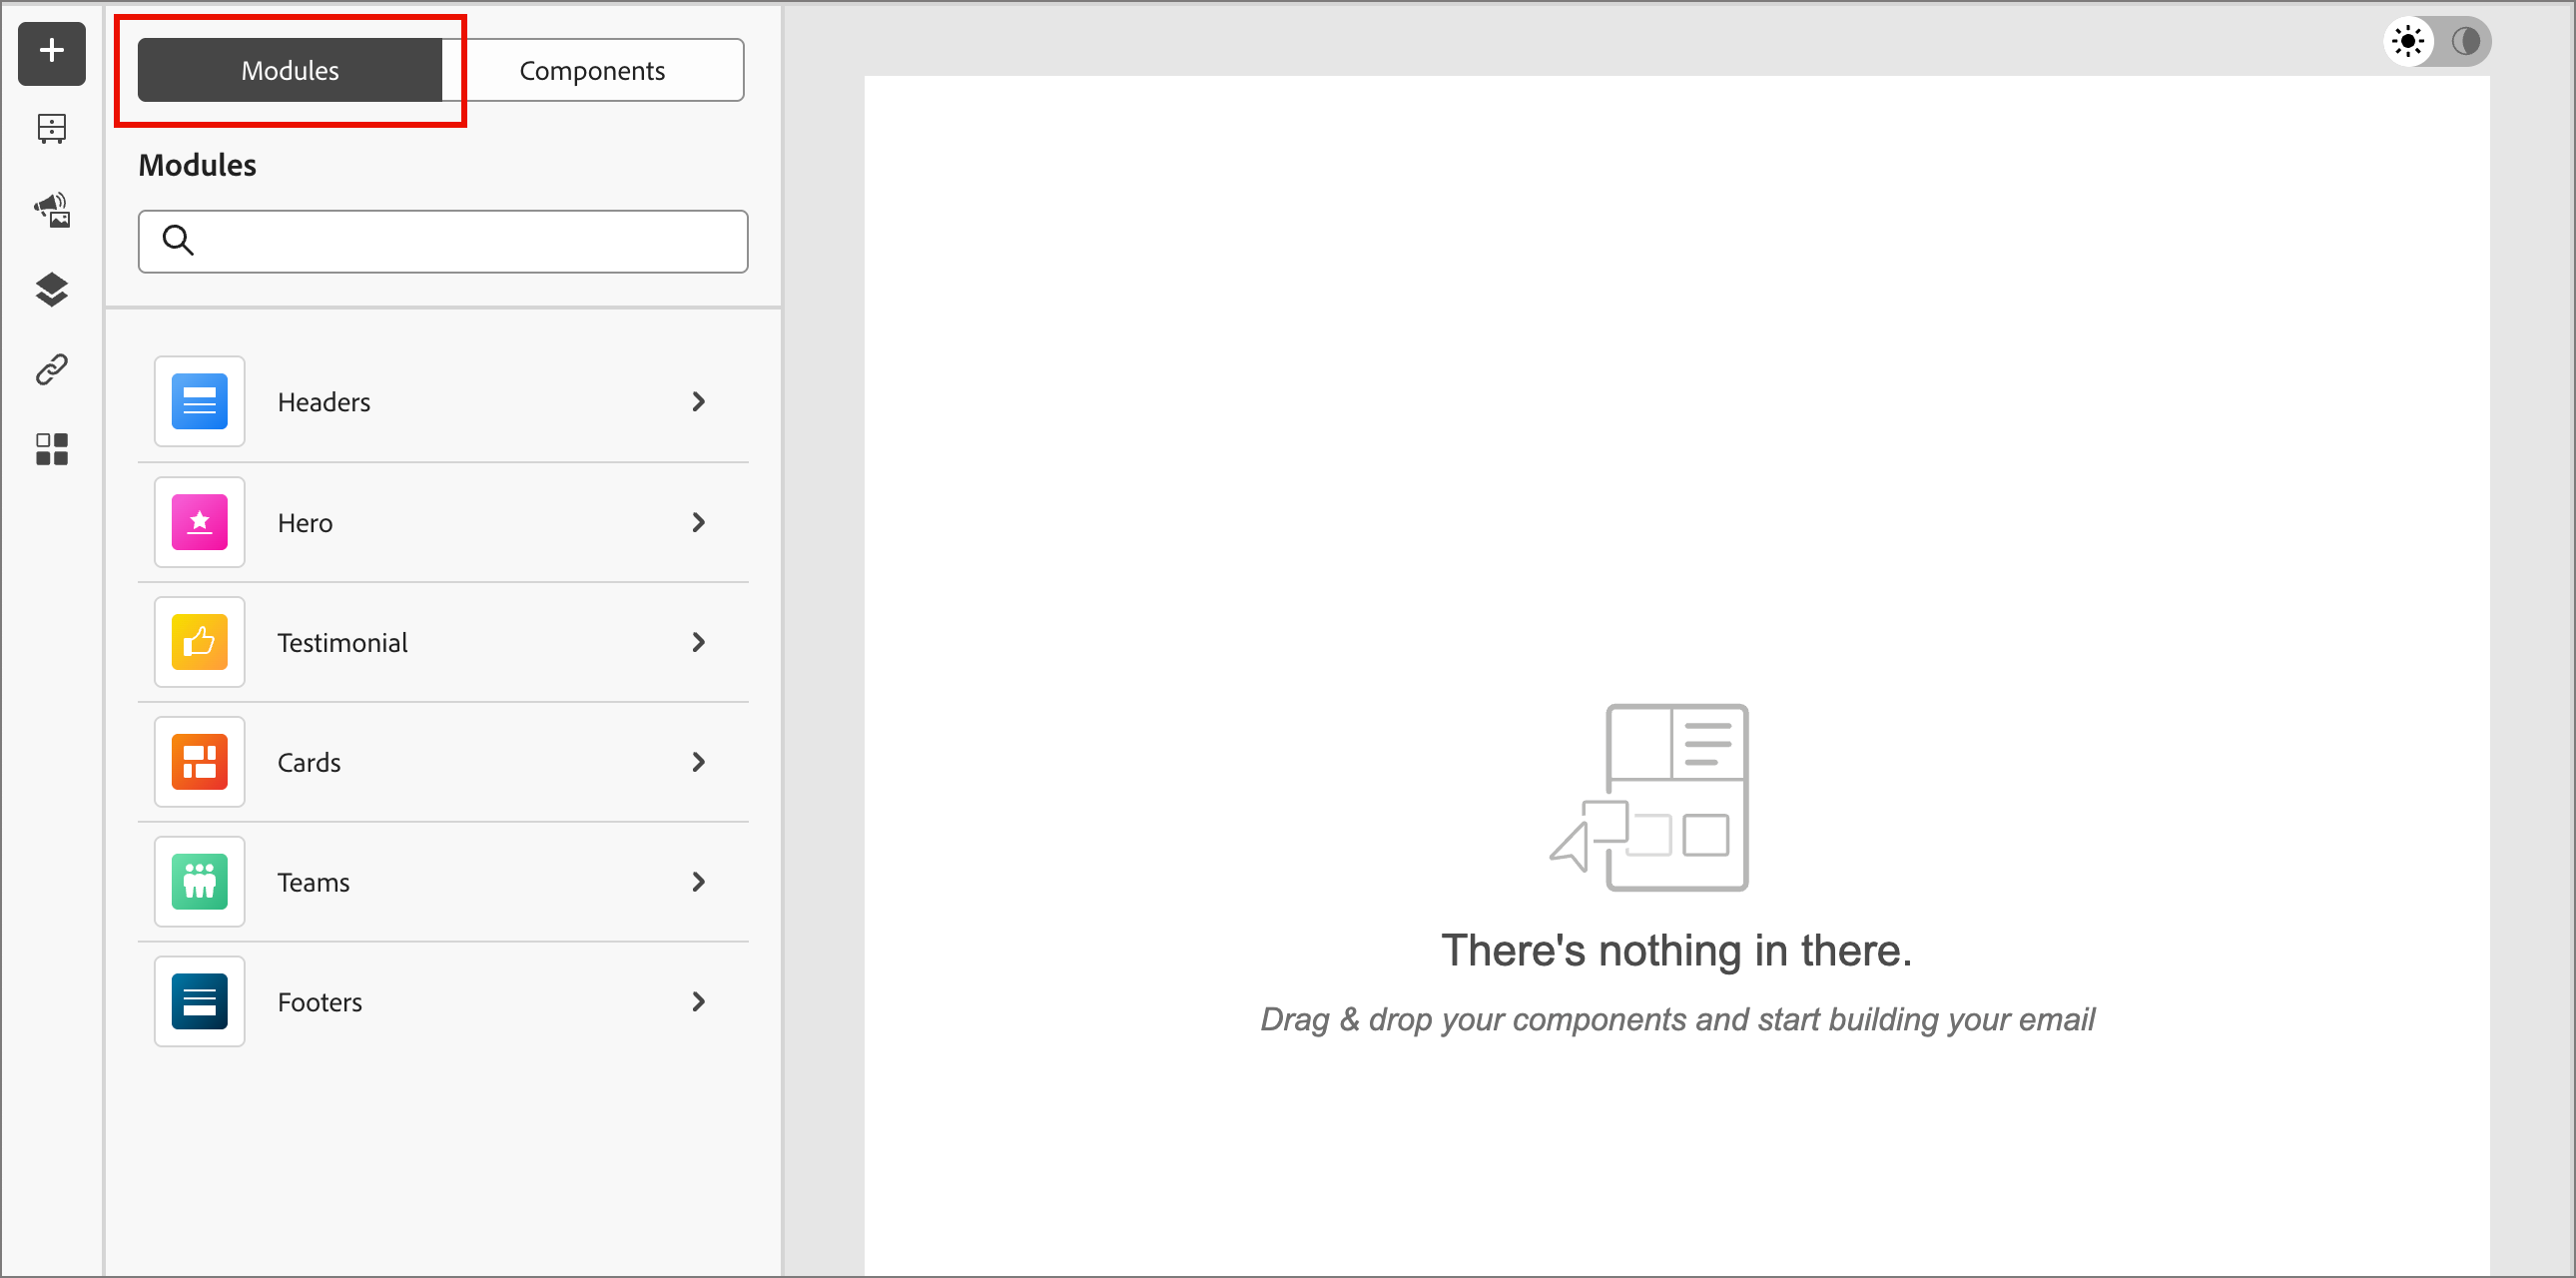 Modules
Components
Modules
Headers
Hero
Testimonial
Cards
Teams
Footers
There's nothing in there.
Drag & drop your components and start building your email